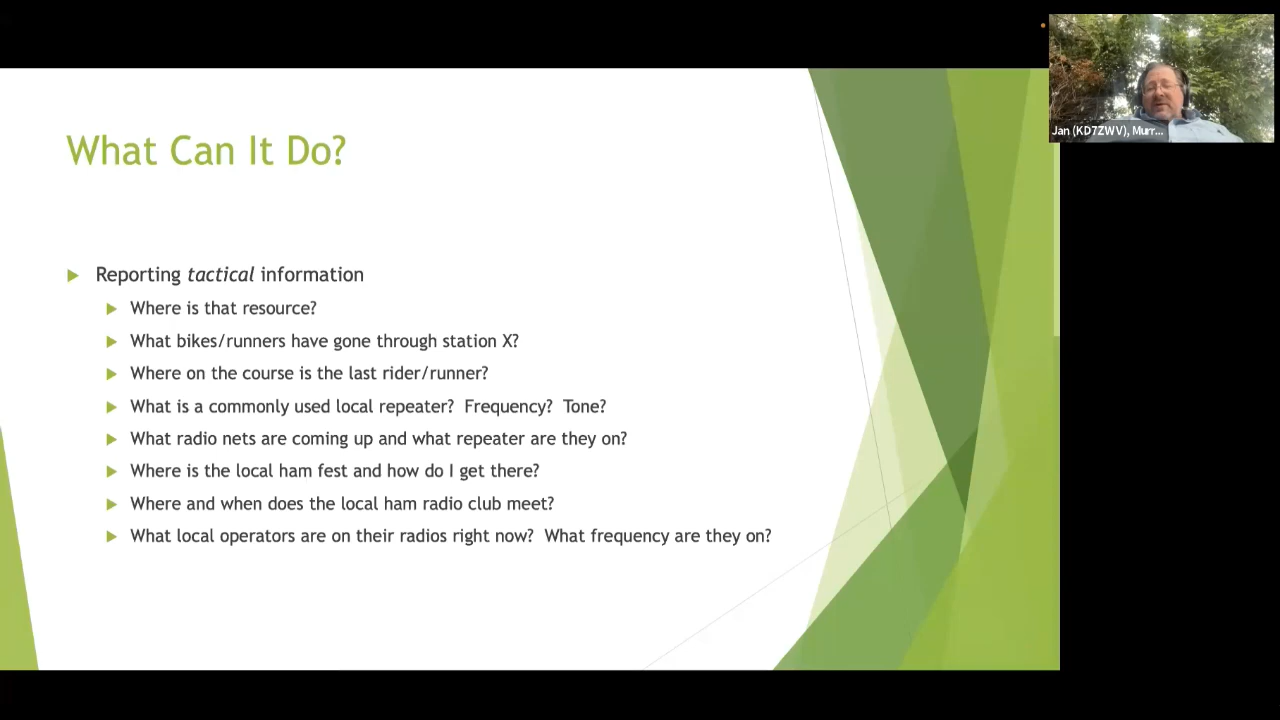 What Can It Do?
Reporting tactical information
Where is that resource?
What bikes/runners have gone through station X?
Where on the course is the last rider/runner?
What is a commonly used local repeater?  Frequency?  Tone?
What radio nets are coming up and what repeater are they on?
Where is the local ham fest and how do I get there?
Where and when does the local ham radio club meet?
What local operators are on their radios right now?  What frequency are they on?
Jan (KD7ZWV), Murr...